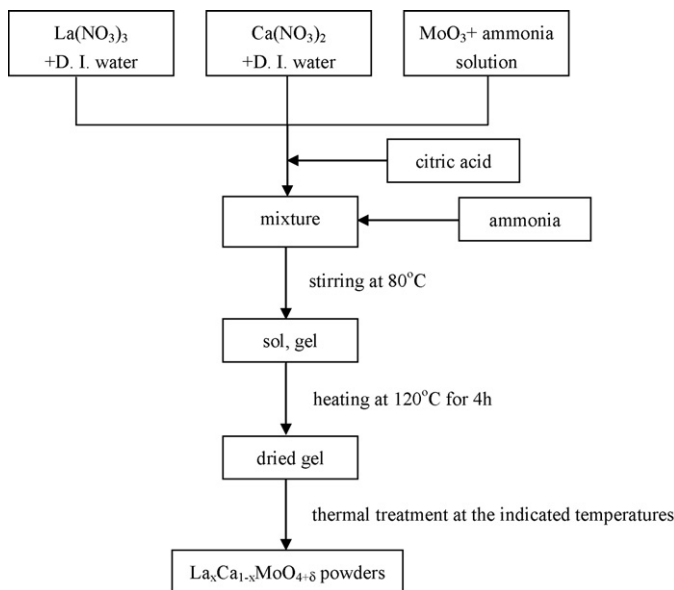 La(NO₃)₃
+D. I. water
Ca(NO₃)₂
+D. I. water
MoO₃+ ammonia
solution
citric acid
mixture
ammonia
stirring at 80°C
sol, gel
heating at 120°C for 4h
dried gel
thermal treatment at the indicated temperatures
LaₓCa₁₋ₓMoO₄₊δ powders